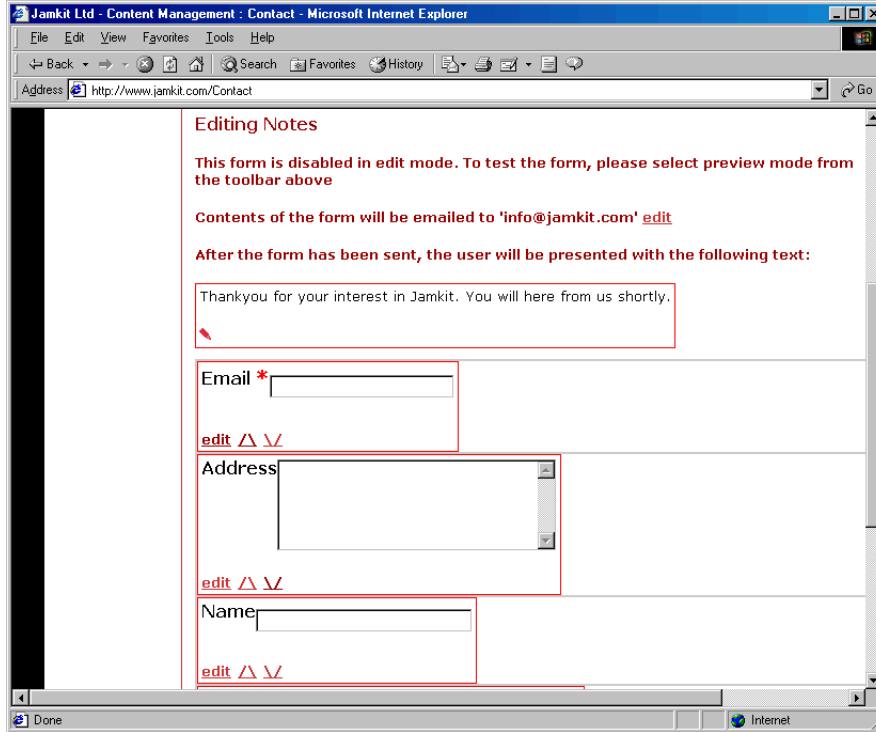 Jamkit Ltd - Content Management : Contact - Microsoft Internet Explorer
File Edit View Favorites Tools Help
Back Search Favorites History
Address http://www.jamkit.com/Contact Go
Editing Notes
This form is disabled in edit mode. To test the form, please select preview mode from
the toolbar above
Contents of the form will be emailed to 'info@jamkit.com' edit
After the form has been sent, the user will be presented with the following text:
Thankyou for your interest in Jamkit. You will here from us shortly.
Email *
edit /\ \/
Address
edit /\ \/
Name
edit /\ \/
Done Internet